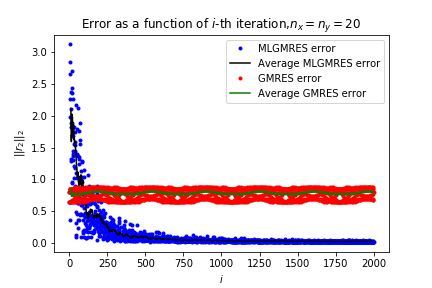 Error as a function of i-th iteration,n_x = n_y = 20
MLGMRES error
Average MLGMRES error
GMRES error
Average GMRES error
||r_2||_2
3.0
2.5
2.0
1.5
1.0
0.5
0.0
0 250 500 750 1000 1250 1500 1750 2000
i